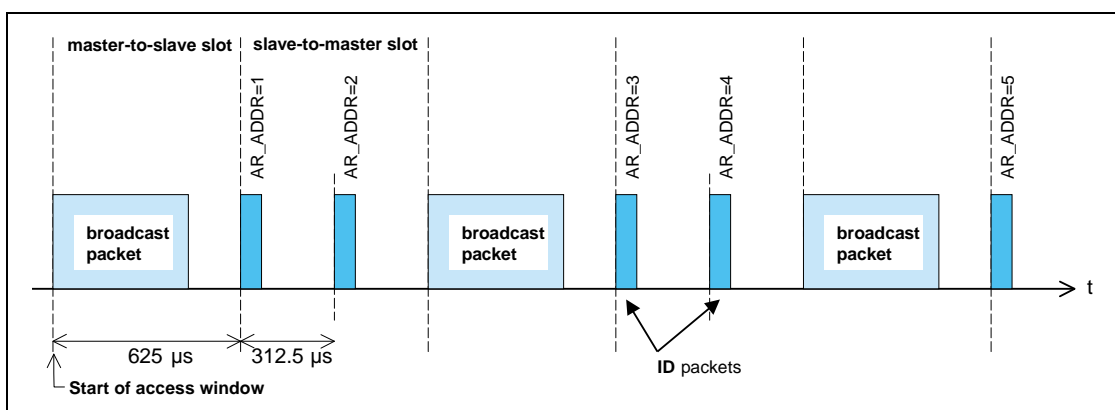 master-to-slave slot
slave-to-master slot
AR_ADDR=1
AR_ADDR=2
AR_ADDR=3
AR_ADDR=4
AR_ADDR=5
broadcast
packet
broadcast
packet
broadcast
packet
t
625 µs
312.5 µs
ID packets
Start of access window